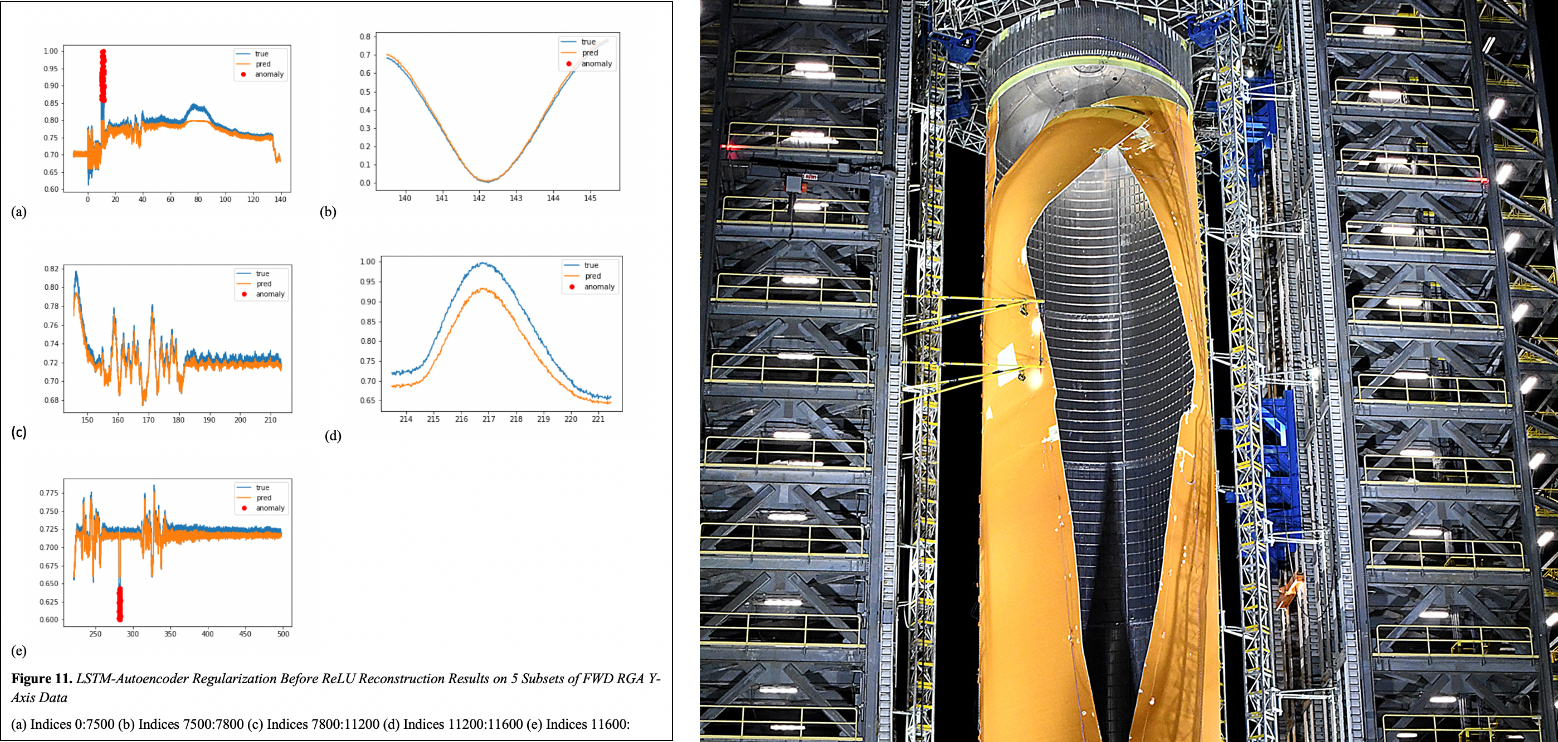 true
pred
anomaly
1.00
0.95
0.90
0.85
0.80
0.75
0.70
0.65
0.60
0 20 40 60 80 100 120 140
(a)
true
pred
anomaly
0.8
0.7
0.6
0.5
0.4
0.3
0.2
0.1
0.0
140 141 142 143 144 145
(b)
true
pred
anomaly
0.82
0.80
0.78
0.76
0.74
0.72
0.70
0.68
150 160 170 180 190 200 210
(c)
true
pred
anomaly
1.00
0.95
0.90
0.85
0.80
0.75
0.70
0.65
214 215 216 217 218 219 220 221
(d)
true
pred
anomaly
0.775
0.750
0.725
0.700
0.675
0.650
0.625
0.600
250 300 350 400 450 500
(e)
Figure 11. LSTM-Autoencoder Regularization Before ReLU Reconstruction Results on 5 Subsets of FWD RGA Y-
Axis Data
(a) Indices 0:7500 (b) Indices 7500:7800 (c) Indices 7800:11200 (d) Indices 11200:11600 (e) Indices 11600: